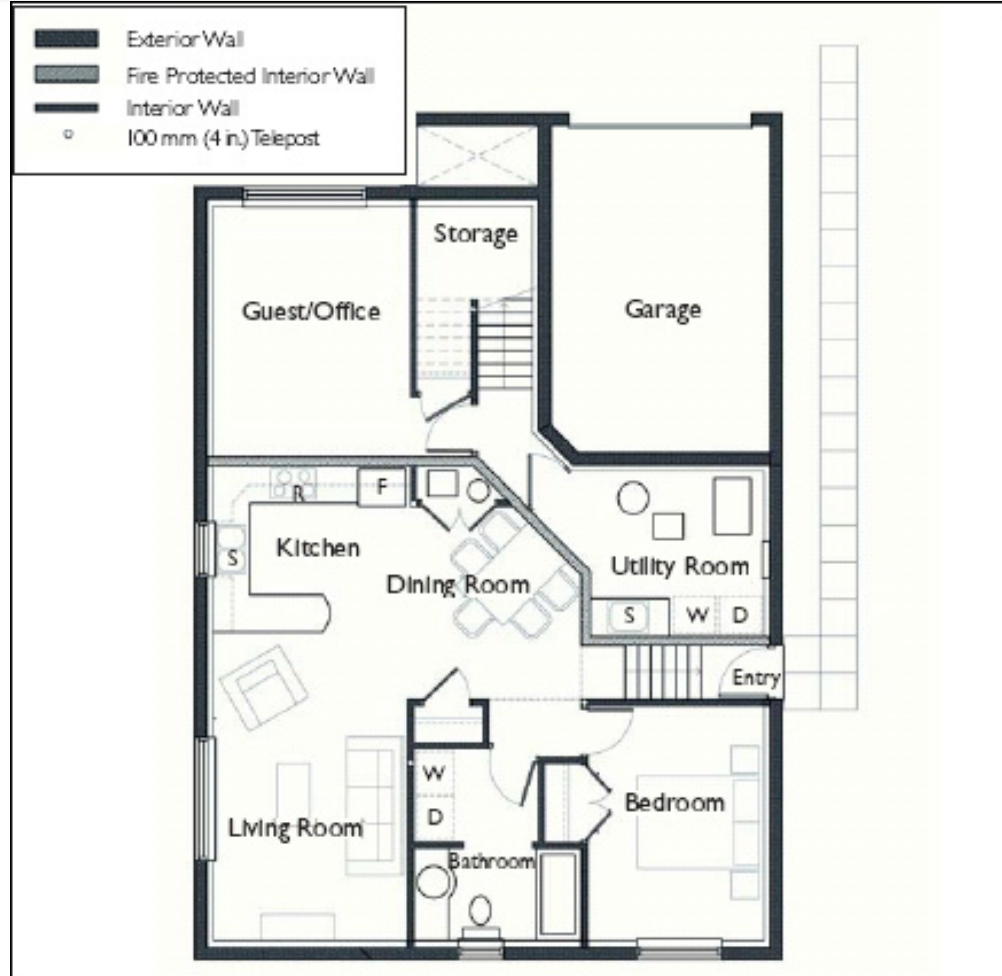 Exterior Wall
Fire Protected Interior Wall
Interior Wall
100 mm (4 in.) Telepost
Storage
Guest/Office
Garage
R
F
S
Kitchen
Dining Room
Utility Room
S
W
D
Entry
W
D
Living Room
Bedroom
Bathroom